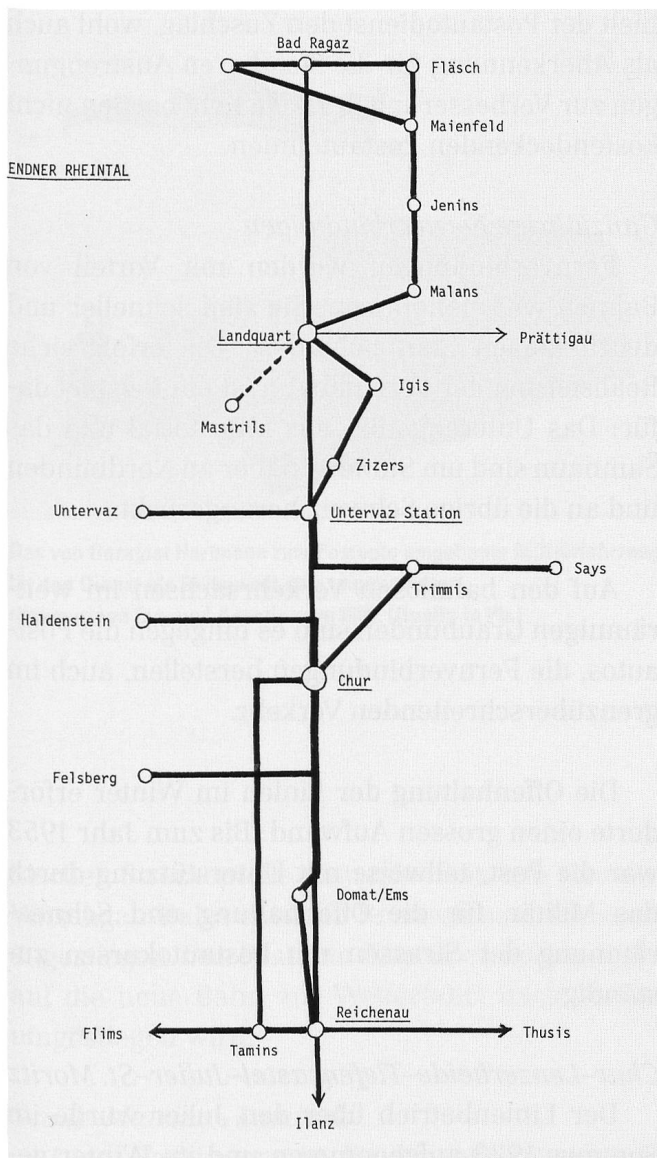 Bad Ragaz
Fläsch
Maienfeld
ENDNER RHEINTAL
Jenins
Malans
Landquart
Prättigau
Igis
Mastrils
Zizers
Untervaz
Untervaz Station
Says
Trimmis
Haldenstein
Chur
Felsberg
Domat/Ems
Reichenau
Flims
Thusis
Tamins
Ilanz